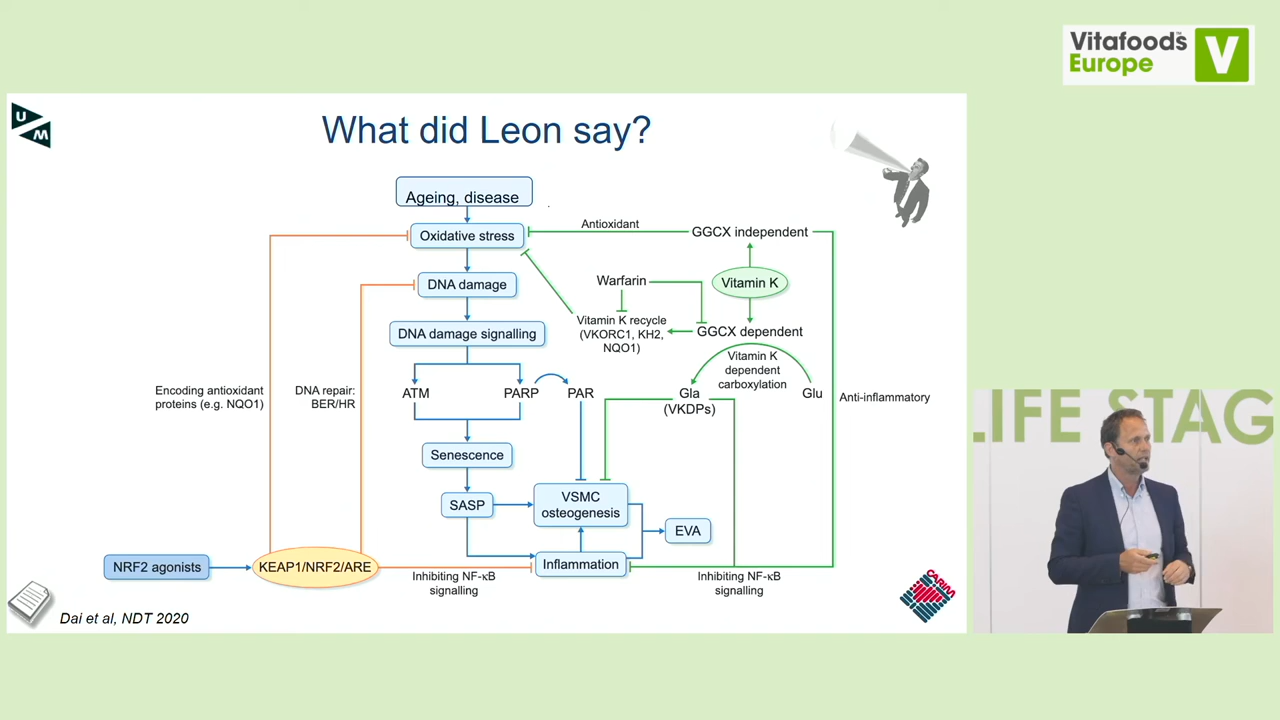 Vitafoods
Europe
V
U
M
What did Leon say?
Ageing, disease
Oxidative stress
DNA damage
DNA damage signalling
ATM
PARP
PAR
Senescence
SASP
VSMC
osteogenesis
EVA
Inflammation
Antioxidant
GGCX independent
Warfarin
Vitamin K
Vitamin K recycle
(VKORC1, KH2,
NQO1)
GGCX dependent
Vitamin K
dependent
carboxylation
Gla
(VKDPs)
Glu
Anti-inflammatory
Encoding antioxidant
proteins (e.g. NQO1)
DNA repair:
BER/HR
NRF2 agonists
KEAP1/NRF2/ARE
Inhibiting NF-κB
signalling
Inhibiting NF-κB
signalling
Dai et al, NDT 2020
CARIM
LIFE STAG